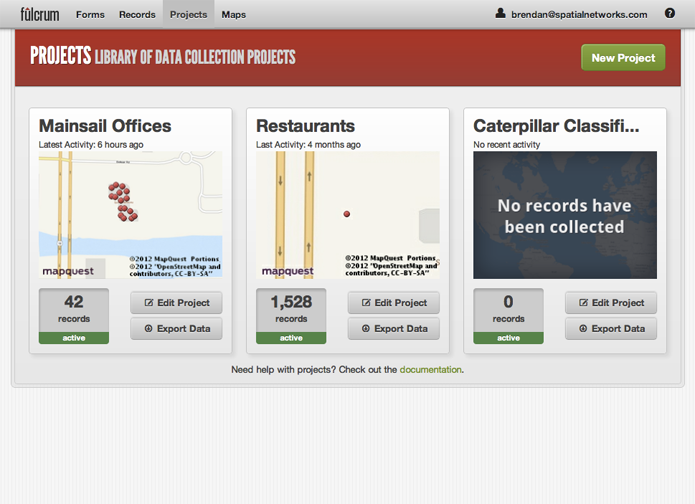 fülcrum Forms Records Projects Maps brendan@spatialnetworks.com ?
PROJECTS LIBRARY OF DATA COLLECTION PROJECTS
New Project
Mainsail Offices
Latest Activity: 6 hours ago
©2012 MapQuest Portions
©2012 "OpenStreetMap and
contributors, CC-BY-SA"
mapquest
42
records
active
Edit Project
Export Data
Restaurants
Last Activity: 4 months ago
©2012 MapQuest Portions
©2012 "OpenStreetMap and
contributors, CC-BY-SA"
mapquest
1,528
records
active
Edit Project
Export Data
Caterpillar Classifi...
No recent activity
No records have
been collected
0
records
active
Edit Project
Export Data
Need help with projects? Check out the documentation.